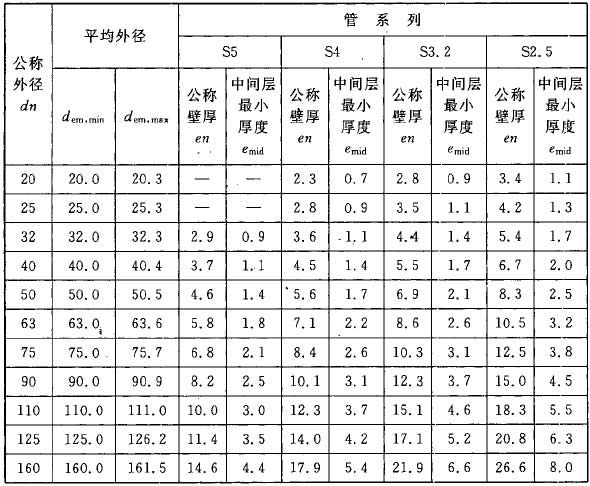 公称外径 dn 平均外径 管系列
S5 S4 S3.2 S2.5
dem,min dem,max 公称壁厚 en 中间层最小厚度 emid 公称壁厚 en 中间层最小厚度 emid 公称壁厚 en 中间层最小厚度 emid 公称壁厚 en 中间层最小厚度 emid
20 20.0 20.3 — — 2.3 0.7 2.8 0.9 3.4 1.1
25 25.0 25.3 — — 2.8 0.9 3.5 1.1 4.2 1.3
32 32.0 32.3 2.9 0.9 3.6 1.1 4.4 1.4 5.4 1.7
40 40.0 40.4 3.7 1.1 4.5 1.4 5.5 1.7 6.7 2.0
50 50.0 50.5 4.6 1.4 5.6 1.7 6.9 2.1 8.3 2.5
63 63.0 63.6 5.8 1.8 7.1 2.2 8.6 2.6 10.5 3.2
75 75.0 75.7 6.8 2.1 8.4 2.6 10.3 3.1 12.5 3.8
90 90.0 90.9 8.2 2.5 10.1 3.1 12.3 3.7 15.0 4.5
110 110.0 111.0 10.0 3.0 12.3 3.7 15.1 4.6 18.3 5.5
125 125.0 126.2 11.4 3.5 14.0 4.2 17.1 5.2 20.8 6.3
160 160.0 161.5 14.6 4.4 17.9 5.4 21.9 6.6 26.6 8.0